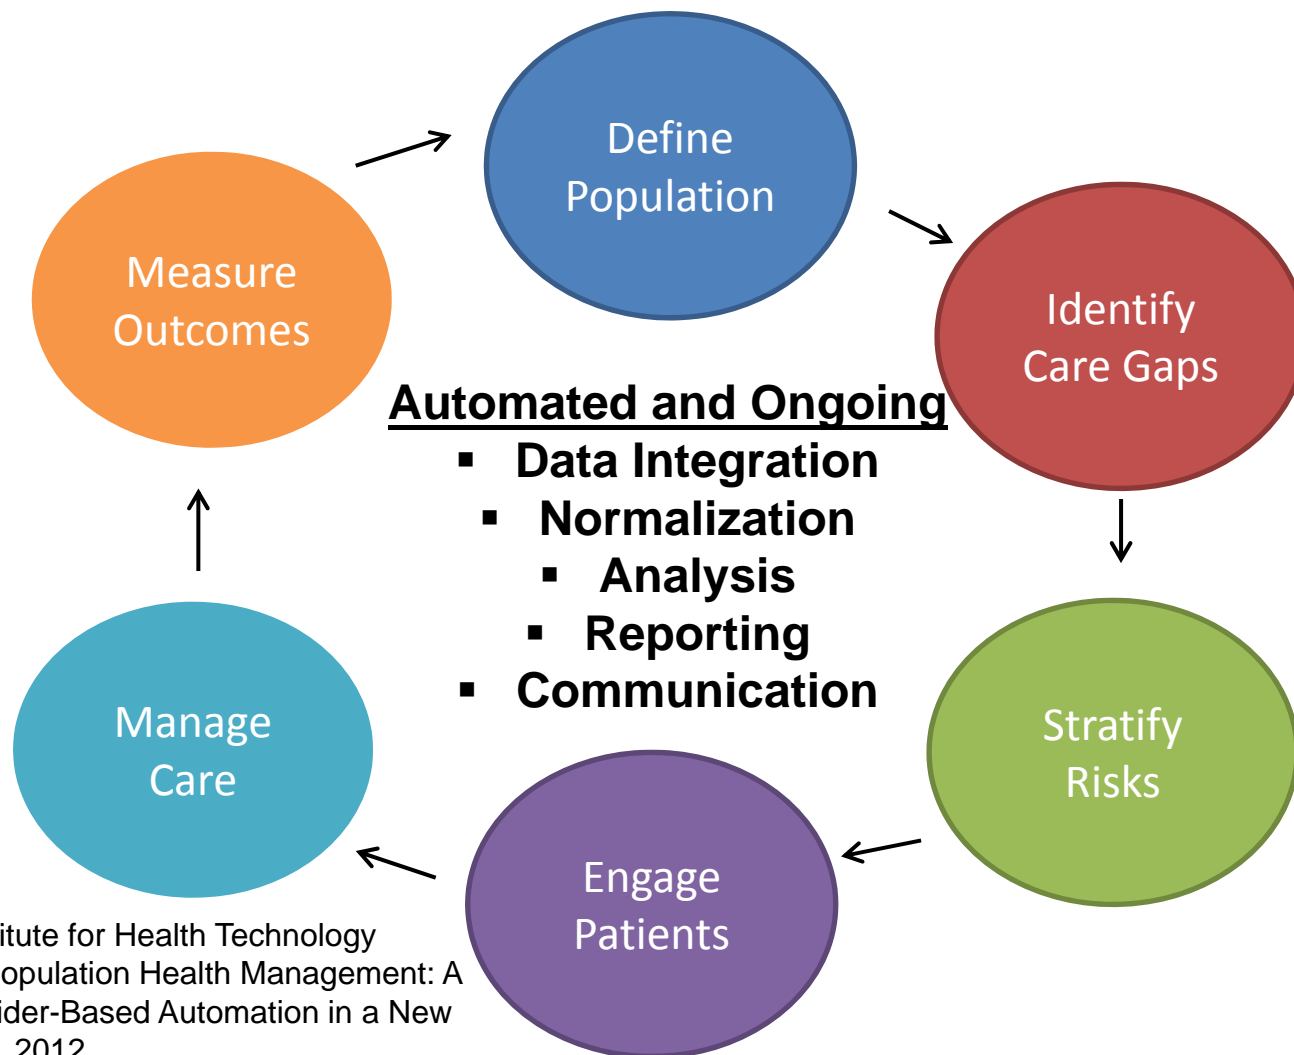 Define
Population
Identify
Care Gaps
Stratify
Risks
Engage
Patients
Manage
Care
Measure
Outcomes
Automated and Ongoing
▪ Data Integration
▪ Normalization
▪ Analysis
▪ Reporting
▪ Communication
itute for Health Technology
opulation Health Management: A
ider-Based Automation in a New
2012